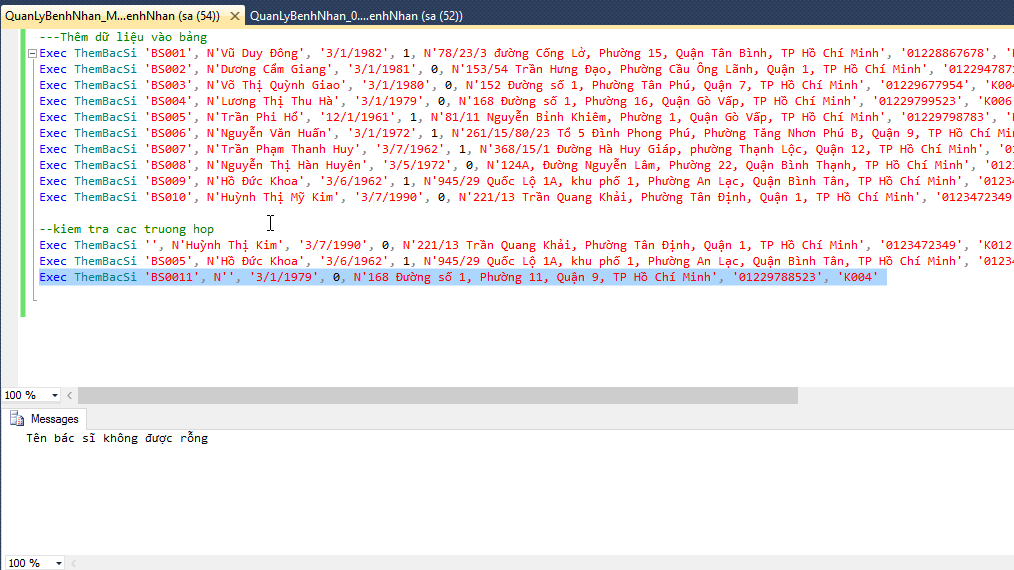 QuanLyBenhNhan_M...enhNhan (sa (54)) QuanLyBenhNhan_0....enhNhan (sa (52))
---Thêm dữ liệu vào bảng
Exec ThemBacSi 'BS001', N'Vũ Duy Đông', '3/1/1982', 1, N'78/23/3 đường Cống Lở, Phường 15, Quận Tân Bình, TP Hồ Chí Minh', '01228867678',
Exec ThemBacSi 'BS002', N'Dương Cẩm Giang', '3/1/1981', 0, N'153/54 Trần Hưng Đạo, Phường Cầu Ông Lãnh, Quận 1, TP Hồ Chí Minh', '012294787
Exec ThemBacSi 'BS003', N'Võ Thị Quỳnh Giao', '3/1/1980', 0, N'152 Đường số 1, Phường Tân Phú, Quận 7, TP Hồ Chí Minh', '01229677954', 'K004
Exec ThemBacSi 'BS004', N'Lương Thị Thu Hà', '3/1/1979', 0, N'168 Đường số 1, Phường 16, Quận Gò Vấp, TP Hồ Chí Minh', '01229799523', 'K006
Exec ThemBacSi 'BS005', N'Trần Phi Hổ', '12/1/1961', 1, N'81/11 Nguyễn Bỉnh Khiêm, Phường 1, Quận Gò Vấp, TP Hồ Chí Minh', '01229798783', 'K0
Exec ThemBacSi 'BS006', N'Nguyễn Văn Huấn', '3/1/1972', 1, N'261/15/80/23 Tổ 5 Đình Phong Phú, Phường Tăng Nhơn Phú B, Quận 9, TP Hồ Chí Mi
Exec ThemBacSi 'BS007', N'Trần Phạm Thanh Huy', '3/7/1962', 1, N'368/15/1 Đường Hà Huy Giáp, phường Thạnh Lộc, Quận 12, TP Hồ Chí Minh', '01
Exec ThemBacSi 'BS008', N'Nguyễn Thị Hàn Huyên', '3/5/1972', 0, N'124A, Đường Nguyễn Lâm, Phường 22, Quận Bình Thạnh, TP Hồ Chí Minh', '012
Exec ThemBacSi 'BS009', N'Hồ Đức Khoa', '3/6/1962', 1, N'945/29 Quốc Lộ 1A, khu phố 1, Phường An Lạc, Quận Bình Tân, TP Hồ Chí Minh', '01234
Exec ThemBacSi 'BS010', N'Huỳnh Thị Mỹ Kim', '3/7/1990', 0, N'221/13 Trần Quang Khải, Phường Tân Định, Quận 1, TP Hồ Chí Minh', '0123472349
--kiem tra cac truong hop
Exec ThemBacSi '', N'Huỳnh Thị Kim', '3/7/1990', 0, N'221/13 Trần Quang Khải, Phường Tân Định, Quận 1, TP Hồ Chí Minh', '0123472349', 'K012
Exec ThemBacSi 'BS005', N'Hồ Đức Khoa', '3/6/1962', 1, N'945/29 Quốc Lộ 1A, khu phố 1, Phường An Lạc, Quận Bình Tân, TP Hồ Chí Minh', '01234
Exec ThemBacSi 'BS0011', N'', '3/1/1979', 0, N'168 Đường số 1, Phường 11, Quận 9, TP Hồ Chí Minh', '01229788523', 'K004'
100 %
Messages
Tên bác sĩ không được rỗng
100 %